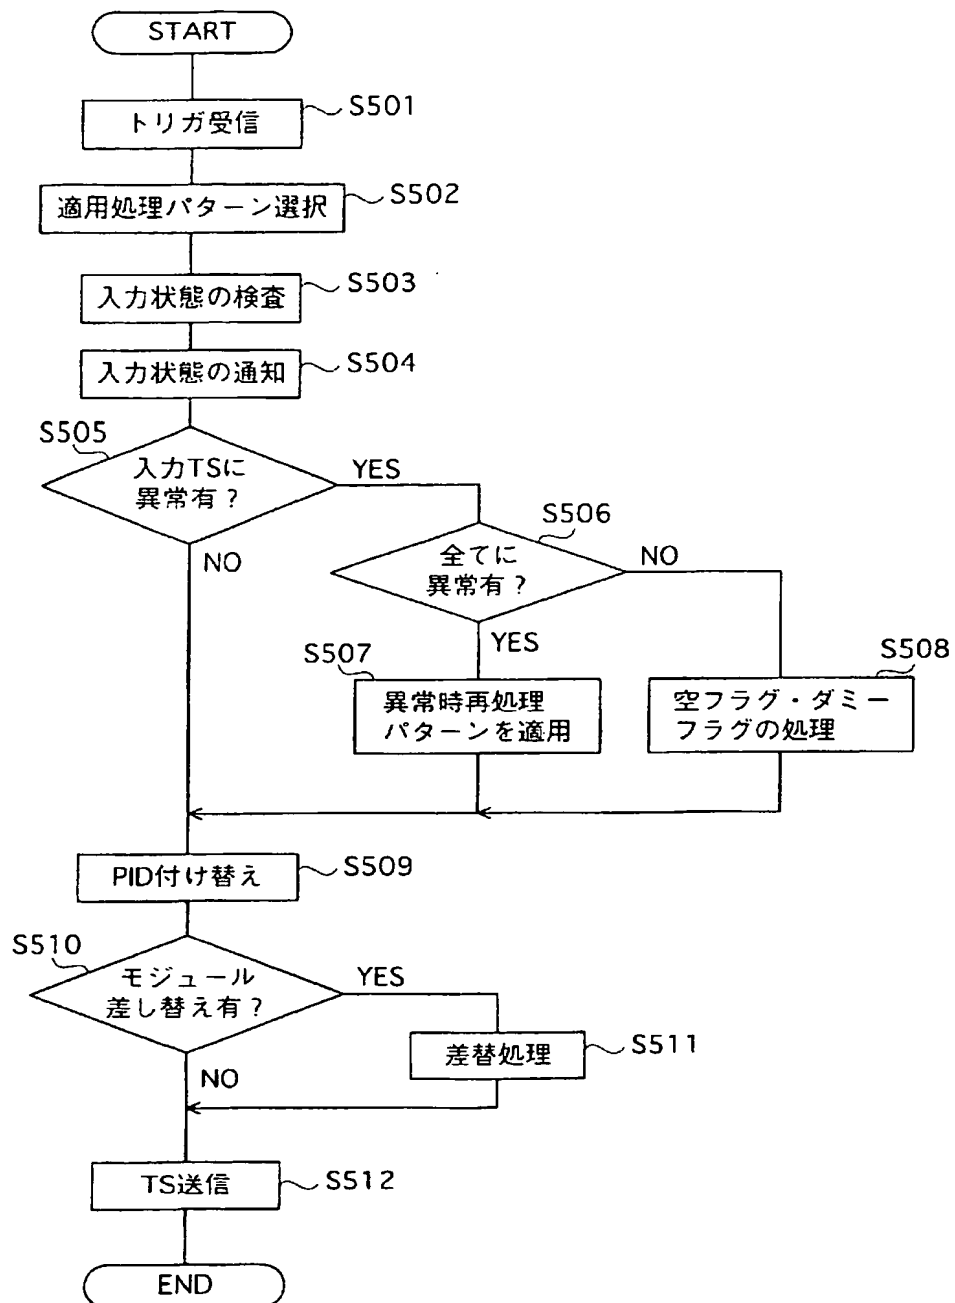 START
トリガ受信
S501
適用処理パターン選択
S502
入力状態の検査
S503
入力状態の通知
S504
S505
入力TSに
異常有?
YES
NO
S506
全てに
異常有?
NO
YES
S507
異常時再処理
パターンを適用
S508
空フラグ・ダミー
フラグの処理
PID付け替え
S509
S510
モジュール
差し替え有?
YES
NO
差替処理
S511
TS送信
S512
END